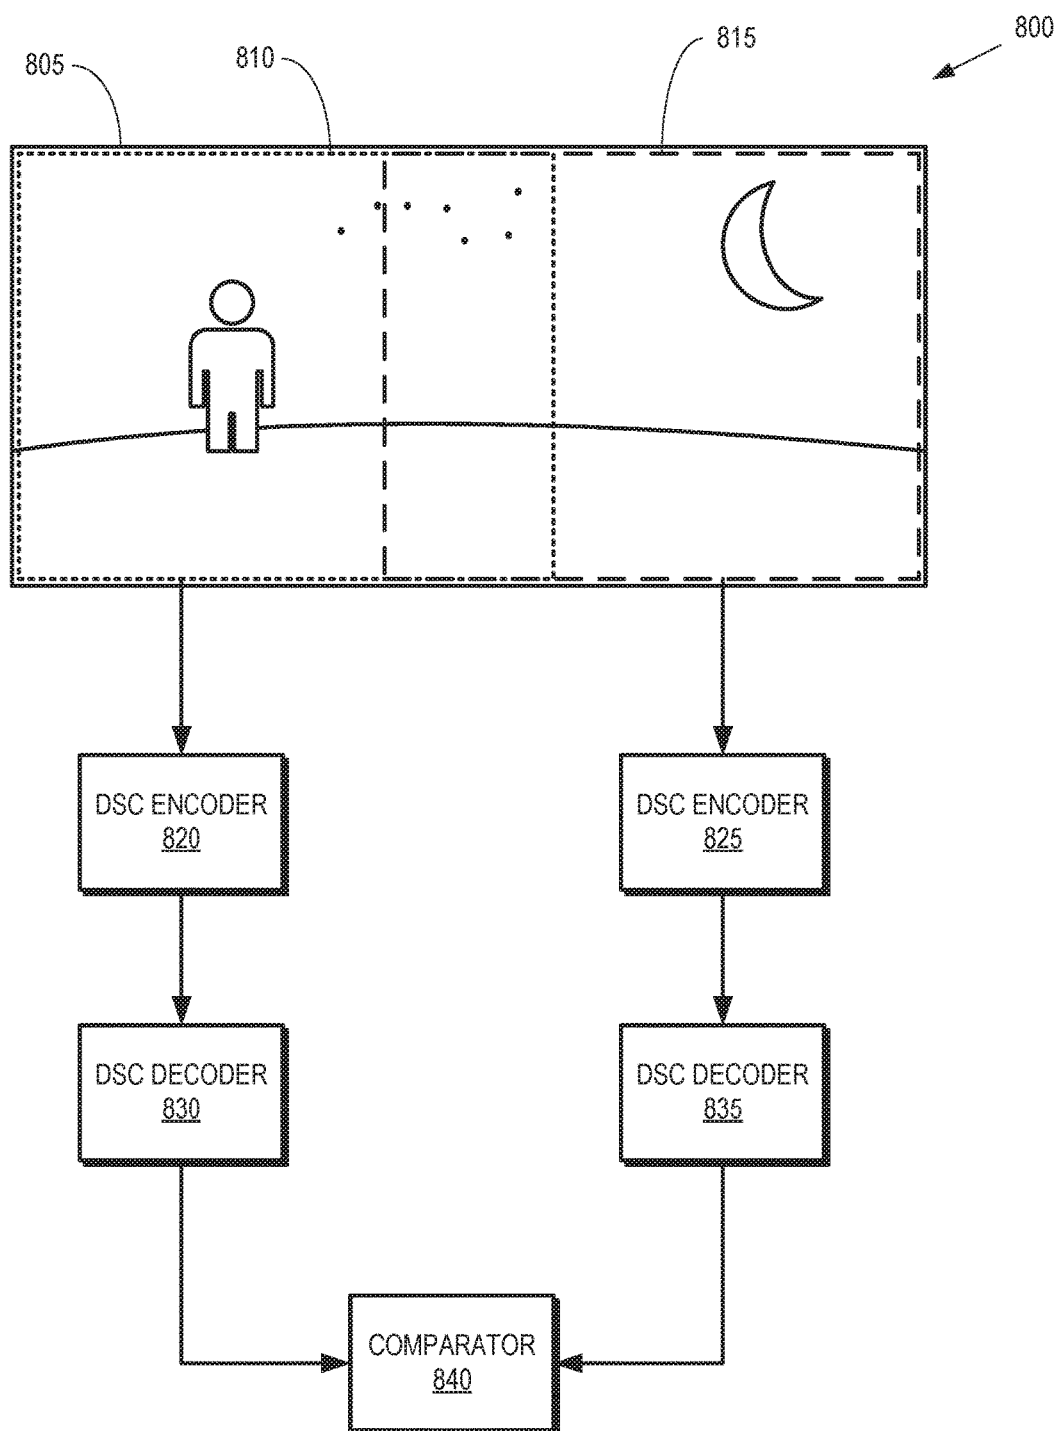 800
805
810
815
DSC ENCODER
820
DSC ENCODER
825
DSC DECODER
830
DSC DECODER
835
COMPARATOR
840